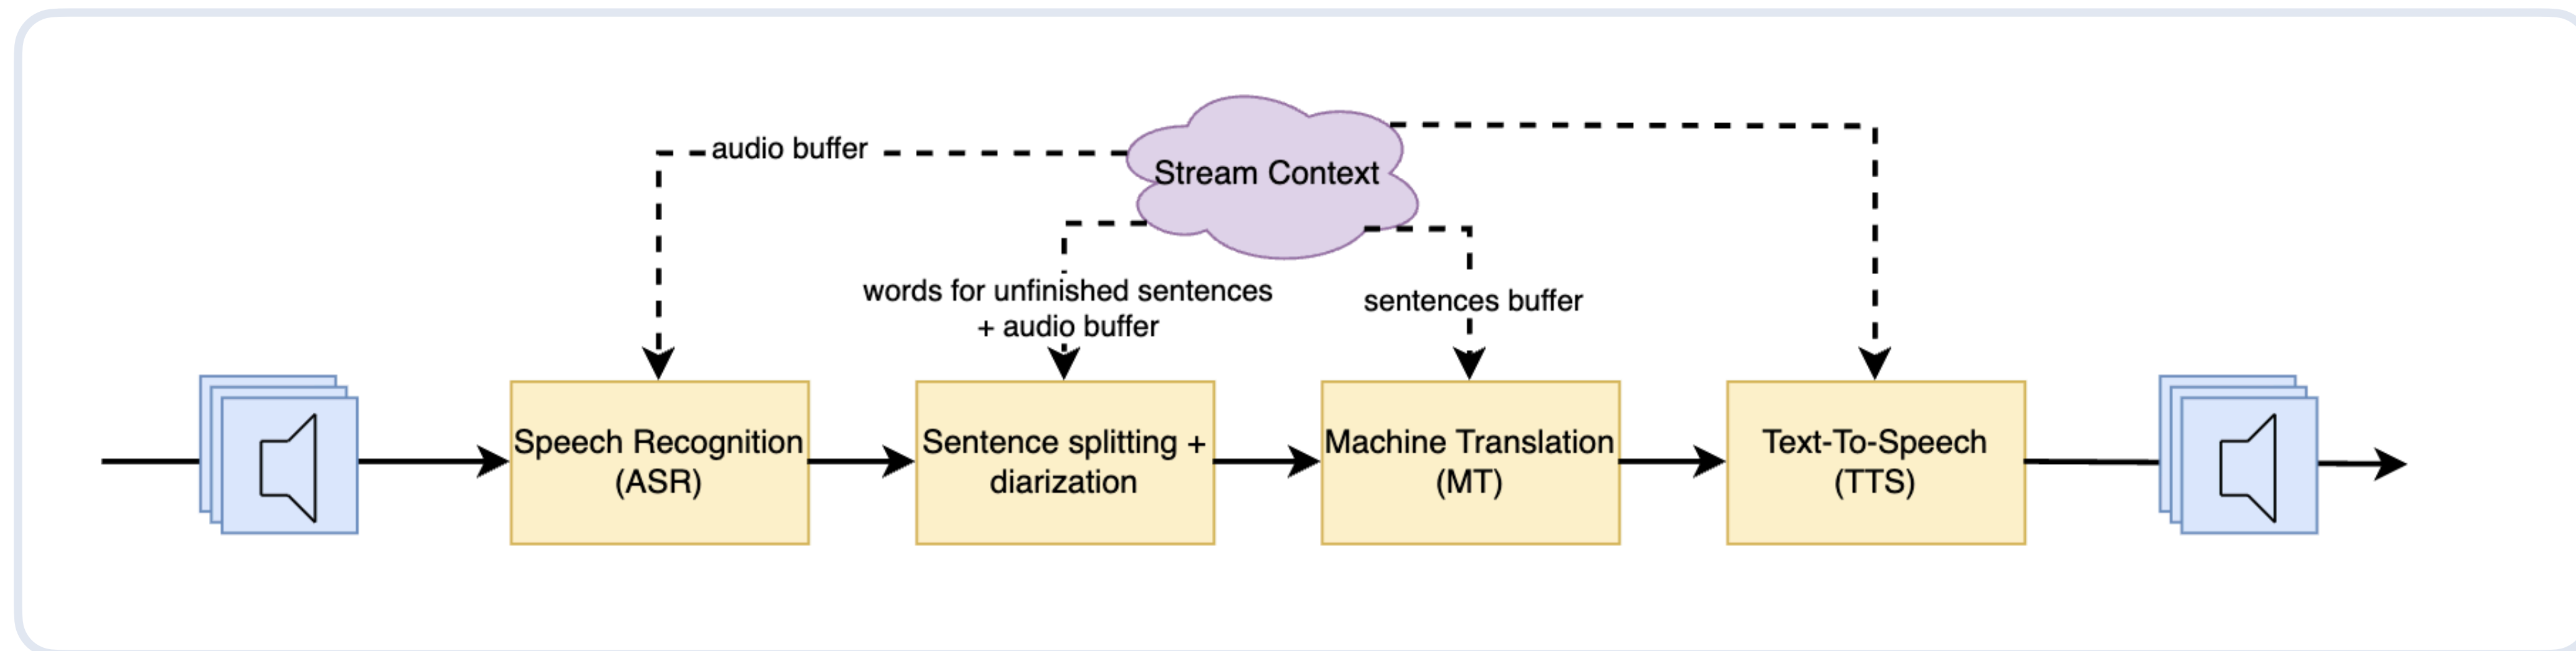 audio buffer
Stream Context
words for unfinished sentences
+ audio buffer
sentences buffer
Speech Recognition
(ASR)
Sentence splitting +
diarization
Machine Translation
(MT)
Text-To-Speech
(TTS)